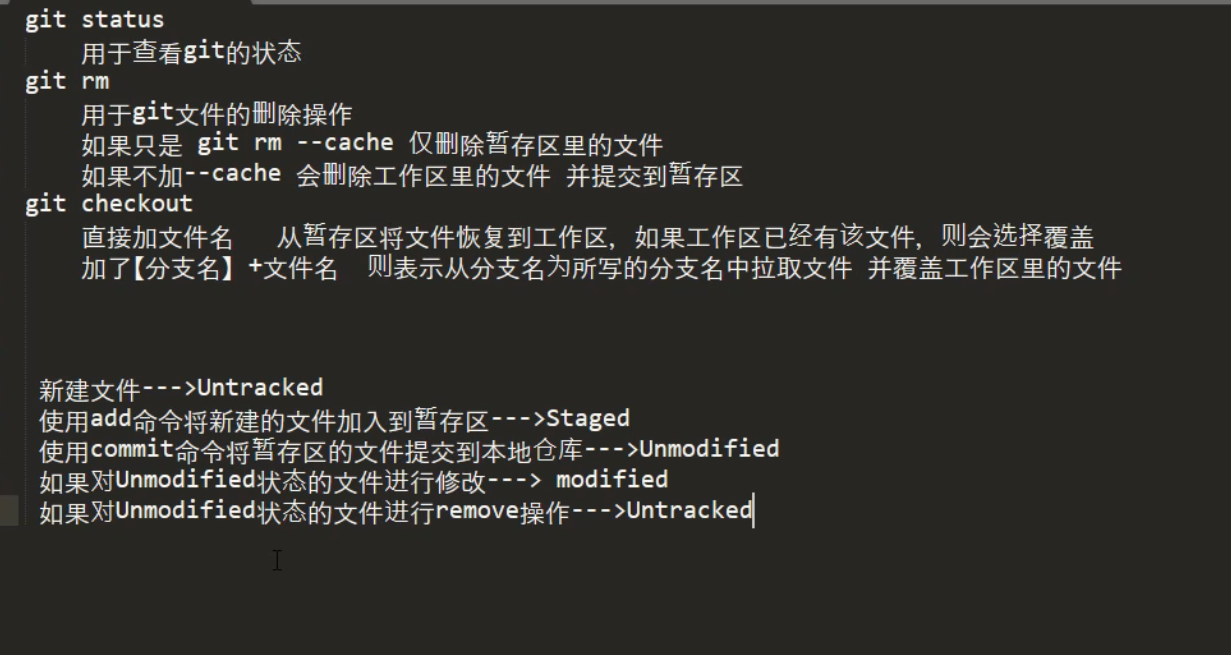 git status
用于查看git的状态
git rm
用于git文件的删除操作
如果只是 git rm --cache 仅删除暂存区里的文件
如果不加--cache 会删除工作区里的文件 并提交到暂存区
git checkout
直接加文件名 从暂存区将文件恢复到工作区, 如果工作区已经有该文件, 则会选择覆盖
加了【分支名】 +文件名 则表示从分支名为所写的分支名中拉取文件 并覆盖工作区里的文件
新建文件--->Untracked
使用add命令将新建的文件加入到暂存区--->Staged
使用commit命令将暂存区的文件提交到本地仓库--->Unmodified
如果对Unmodified状态的文件进行修改---> modified
如果对Unmodified状态的文件进行remove操作--->Untracked